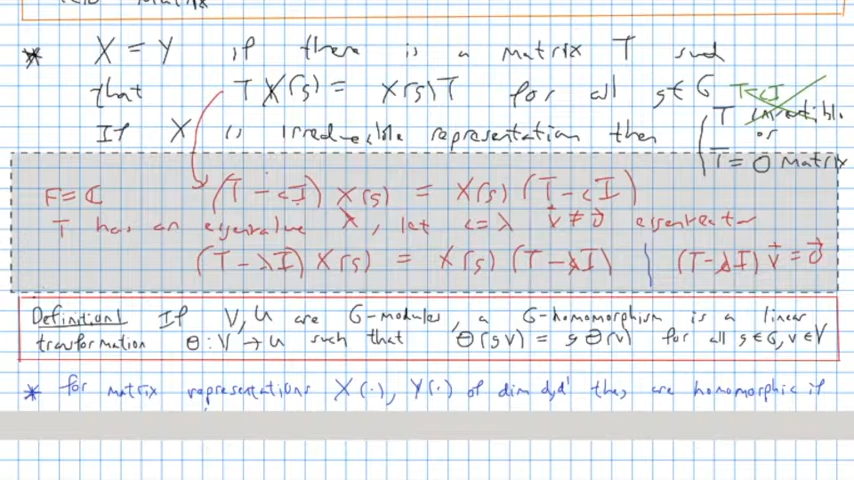 * X = Y if there is a matrix T such
that T X(g) = X(g)T for all g∈G T=cI
If X is irreducible representation then { T invertible
or
T = 0 matrix
F=ℂ (T-cI) X(g) = X(g) (T-cI)
T has an eigenvalue λ, let c=λ v⃗≠0⃗ eigenvector
(T-λI) X(g) = X(g) (T-λI) | (T-λI) v⃗ = 0⃗
Definition! If V, U are G-modules, a G-homomorphism is a linear
transformation Θ: V → U such that Θ(gv) = gΘ(v) for all g∈G, v∈V
* for matrix representations X(·), Y(·) of dim d,d' they are homomorphic if